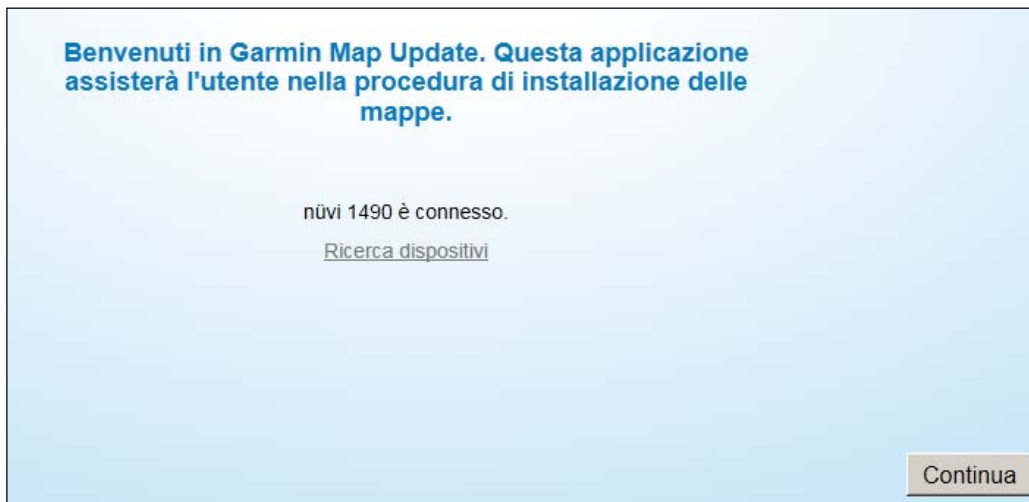 Benvenuti in Garmin Map Update. Questa applicazione
assisterà l'utente nella procedura di installazione delle
mappe.
nüvi 1490 è connesso.
Ricerca dispositivi
Continua